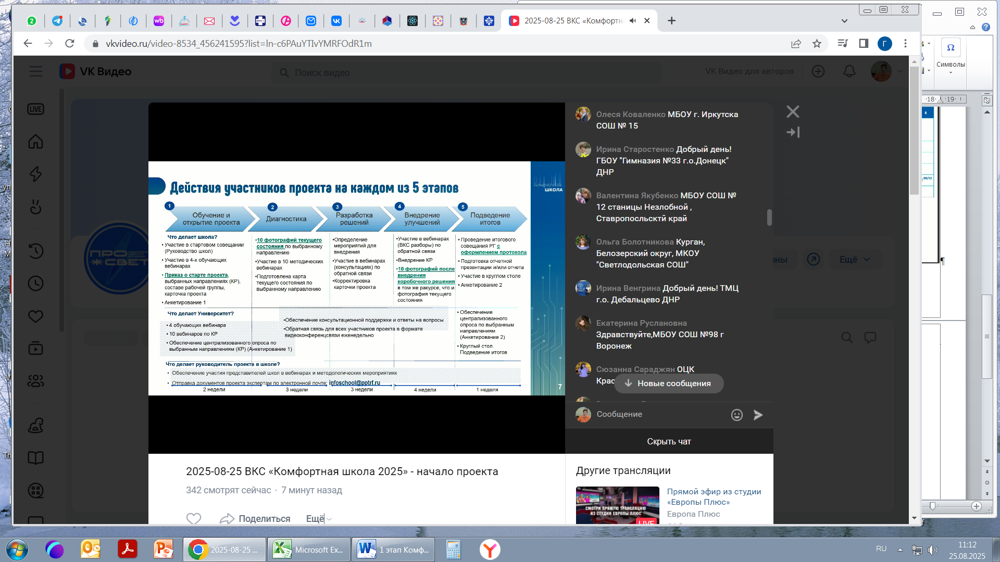 2025-08-25 ВКС «Комфортн
vkvideo.ru/video-8534_456241595?list=ln-c6PAuYTIvYMRFOdR1m
Г
Символы
VK Видео
Поиск видео
VK Видео для авторов
LIVE
ПРО
СВЕТ
Ещё
Действия участников проекта на каждом из 5 этапов
ШКОЛА
1
Обучение и
открытие проекта
2
Диагностика
3
Разработка
решений
4
Внедрение
улучшений
5
Подведение
итогов
Что делает школа?
• Участие в стартовом совещании
(Руководство школ)
• Участие в 4-х обучающих
вебинарах
• Приказ о старте проекта,
выбранных направлениях (КР),
составе рабочей группы,
карточка проекта
• Анкетирование 1
•10 фотографий текущего
состояния по выбранному
направлению
•Участие в 10 методических
вебинарах
•Подготовлена карта
текущего состояния по
выбранному направлению
•Определение
мероприятий для
внедрения
•Участие в вебинарах
(консультациях) по
обратной связи
•Корректировка
карточки проекта
•Участие в вебинарах
(ВКС разборы) по
обратной связи
•Внедрение КР
•10 фотографий после
внедрения
коробочного решения
в том же ракурсе, что и
фотография текущего
состояния
• Проведение итогового
совещания РГ с
оформлением протокола
• Подготовка отчетной
презентации и/или отчета
• Участие в круглом столе
• Анкетирование 2
Что делает Университет?
• 4 обучающих вебинара
• 10 вебинаров по КР
• Обеспечение централизованного опроса по
выбранным направлениям (КР) (Анкетирование 1)
•Обеспечение консультационной поддержки и ответы на вопросы
•Обратная связь для всех участников проекта в формате
видеоконференцсвязи еженедельно
• Обеспечение
централизованного
опроса по выбранным
направлениям
(Анкетирование 2)
• Круглый стол.
Подведение итогов
Что делает руководитель проекта в школе?
• Обеспечение участия представителей школ в вебинарах и методологических мероприятиях
• Отправка документов проекта экспертам по электронной почте: infoschool@pptrf.ru
2 недели
3 недели
3 недели
4 недели
1 неделя
7
Олеся Коваленко МБОУ г. Иркутска
СОШ № 15
Ирина Старостенко Добрый день!
ГБОУ "Гимназия №33 г.о.Донецк"
ДНР
Валентина Якубенко МБОУ СОШ №
12 станицы Незлобной ,
Ставропосльсктй край
Ольга Болотникова Курган,
Белозерский округ, МКОУ
"Светлодольская СОШ"
Ирина Венгрина Добрый день! ТМЦ
г.о. Дебальцево ДНР
Екатерина Руслановна
Здравствуйте,МБОУ СОШ №98 г
Воронеж
Сюзанна Сараджян ОЦК
Крас
Новые сообщения
Сообщение
Скрыть чат
2025-08-25 ВКС «Комфортная школа 2025» - начало проекта
342 смотрят сейчас · 7 минут назад
Поделиться
Ещё
Другие трансляции
СМОТРИ ПРЯМУЮ ТРАНСЛЯЦИЮ
ИЗ СТУДИИ ЕВРОПЫ ПЛЮС
LIVE
Прямой эфир из студии
«Европы Плюс»
Европа Плюс
2025-08-25 ...
Microsoft Ex...
1 этап Комф...
RU
11:12
25.08.2025